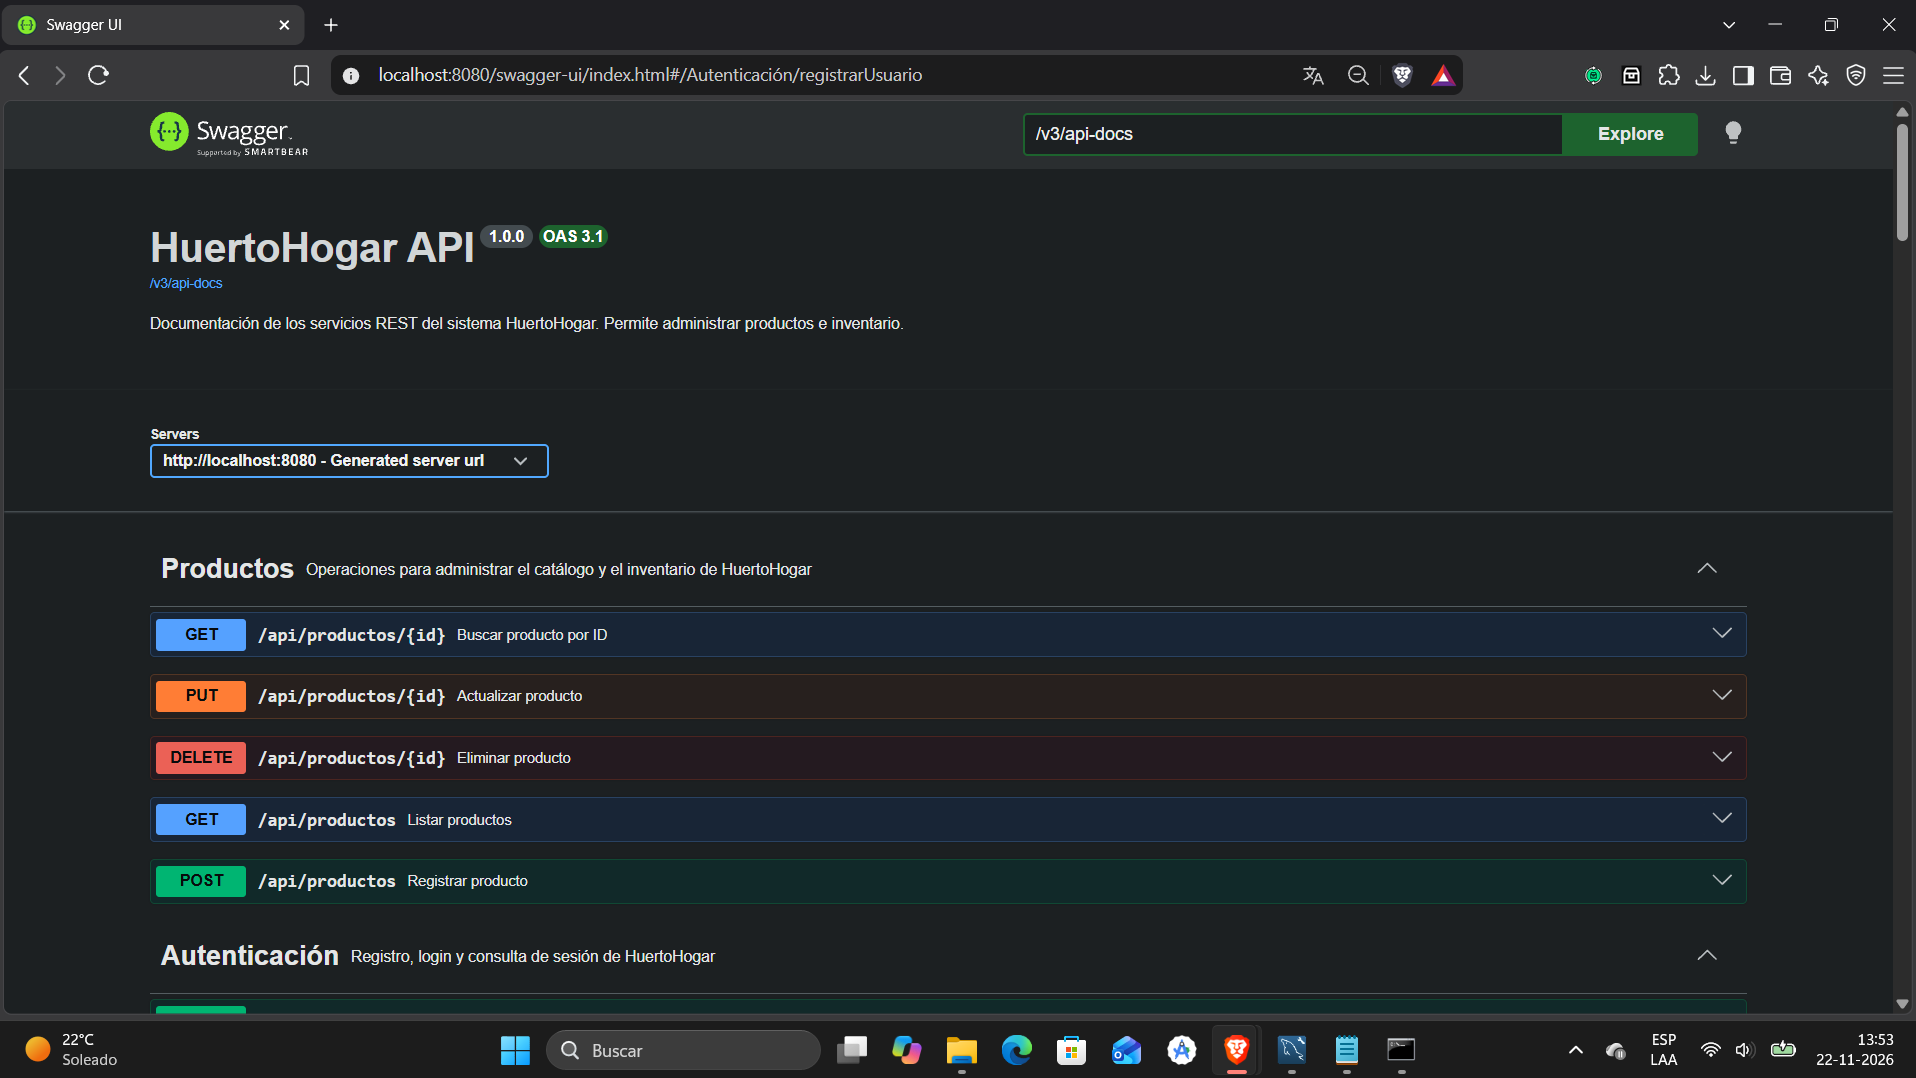 Swagger UI
localhost:8080/swagger-ui/index.html#/Autenticación/registrarUsuario
Swagger.
Supported by SMARTBEAR
/v3/api-docs
Explore
HuertoHogar API 1.0.0 OAS 3.1
/v3/api-docs
Documentación de los servicios REST del sistema HuertoHogar. Permite administrar productos e inventario.
Servers
http://localhost:8080 - Generated server url
Productos Operaciones para administrar el catálogo y el inventario de HuertoHogar
GET /api/productos/{id} Buscar producto por ID
PUT /api/productos/{id} Actualizar producto
DELETE /api/productos/{id} Eliminar producto
GET /api/productos Listar productos
POST /api/productos Registrar producto
Autenticación Registro, login y consulta de sesión de HuertoHogar
22°C
Soleado
Buscar
ESP
LAA
13:53
22-11-2026